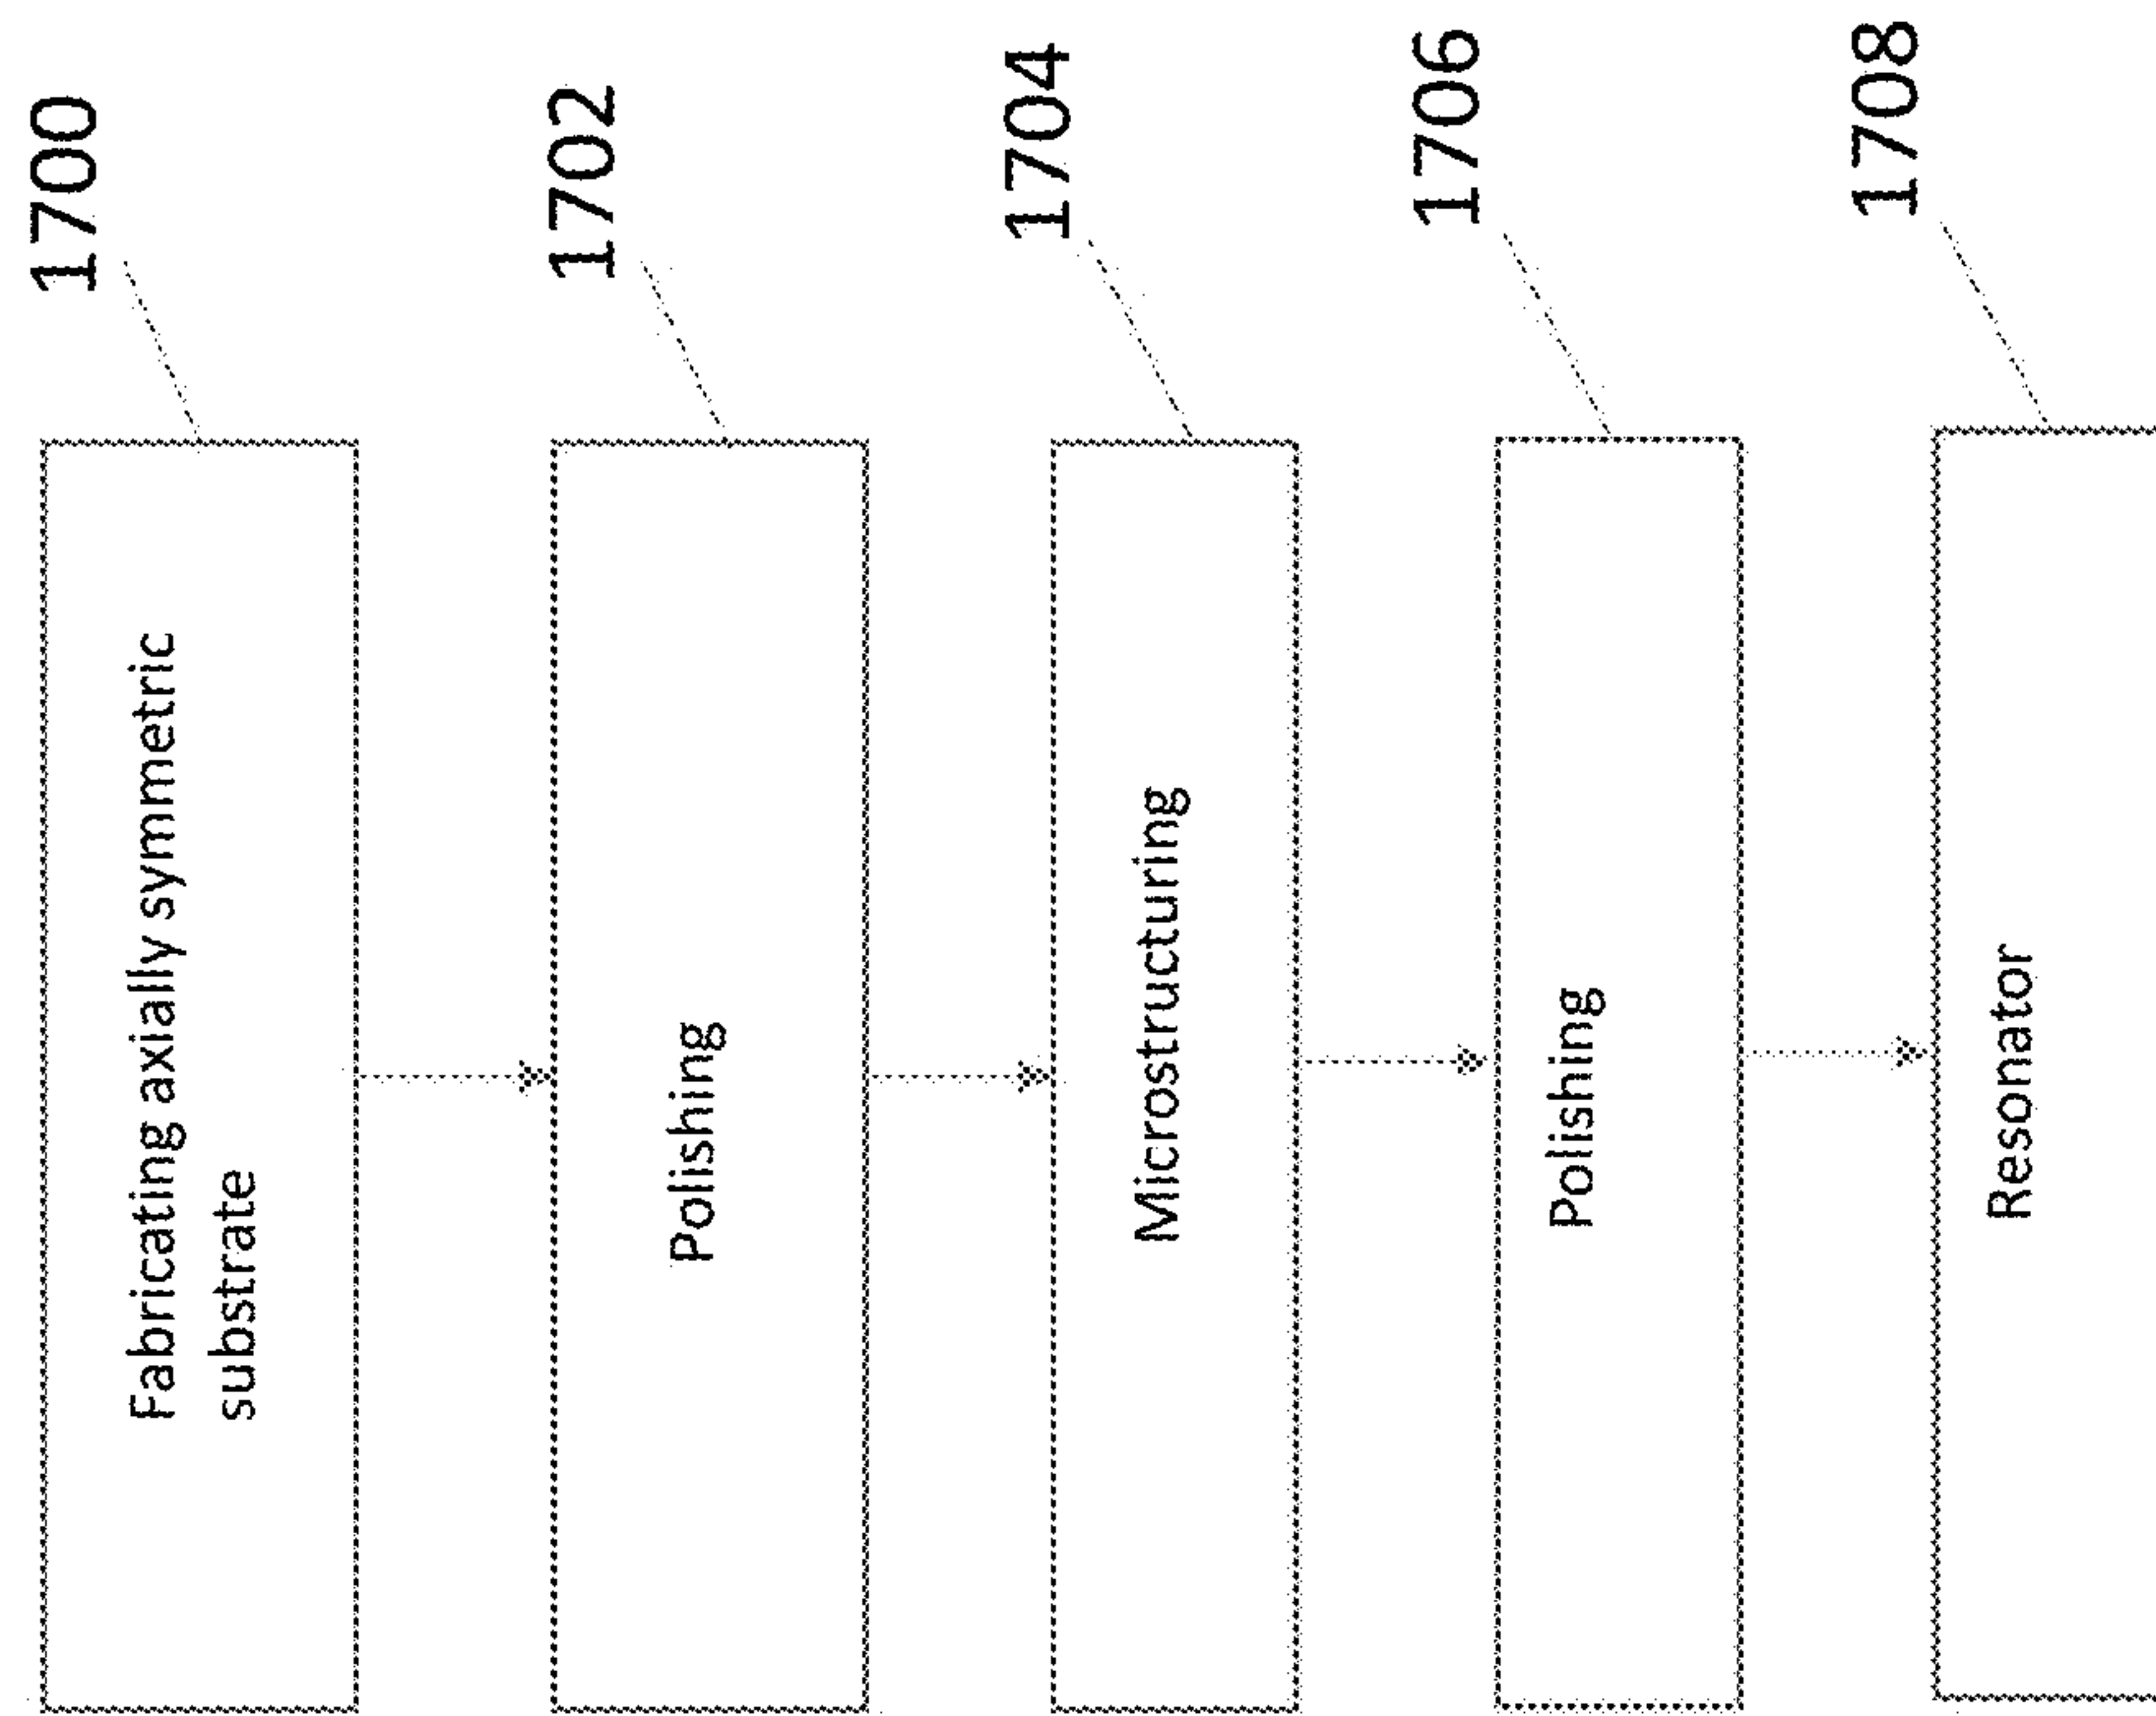 Fabricating axially symmetric
substrate
1700
Polishing
1702
Microstructuring
1704
Polishing
1706
Resonator
1708